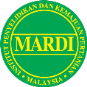 INSTITUT PENYELIDIKAN DAN KEMAJUAN PERTANIAN
MARDI
MALAYSIA